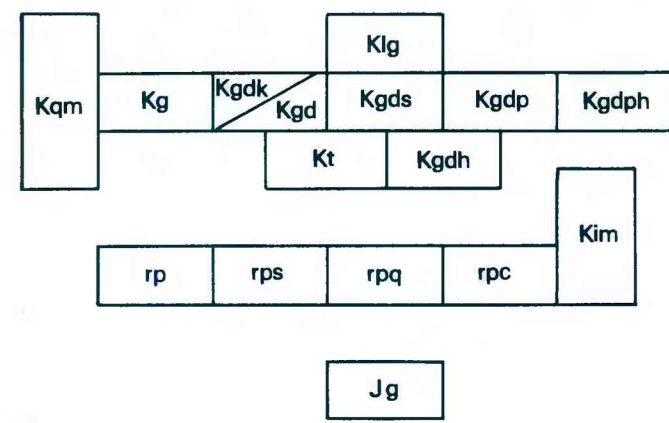 Klg
Kqm Kg Kgdk Kgd Kgds Kgdp Kgdph
Kt Kgdh
Kim
rp rps rpq rpc
Jg